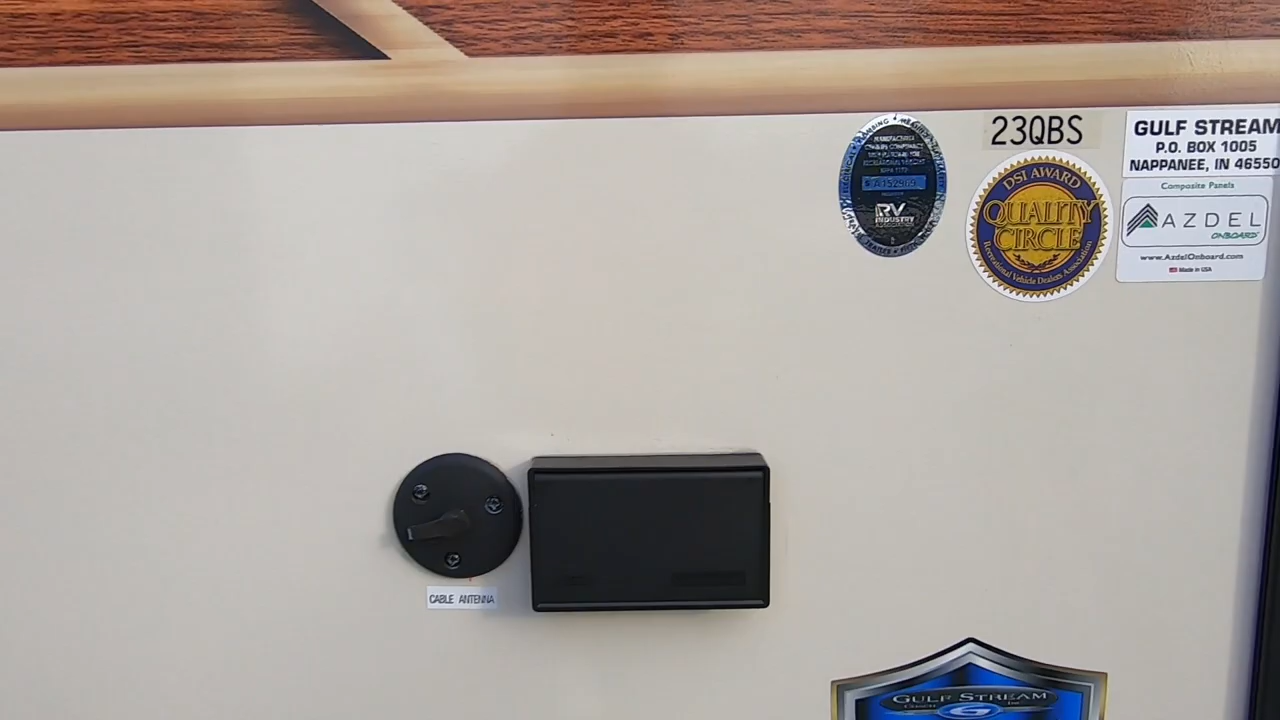 23QBS
GULF STREAM
P.O. BOX 1005
NAPPANEE, IN 46550
DSI AWARD
QUALITY
CIRCLE
Recreational Vehicle Dealers Association
Composite Panels
AZDEL
ONBOARD
www.AzdelOnboard.com
Made in USA
RV
INDUSTRY
CABLE ANTENNA
GULF STREAM
G